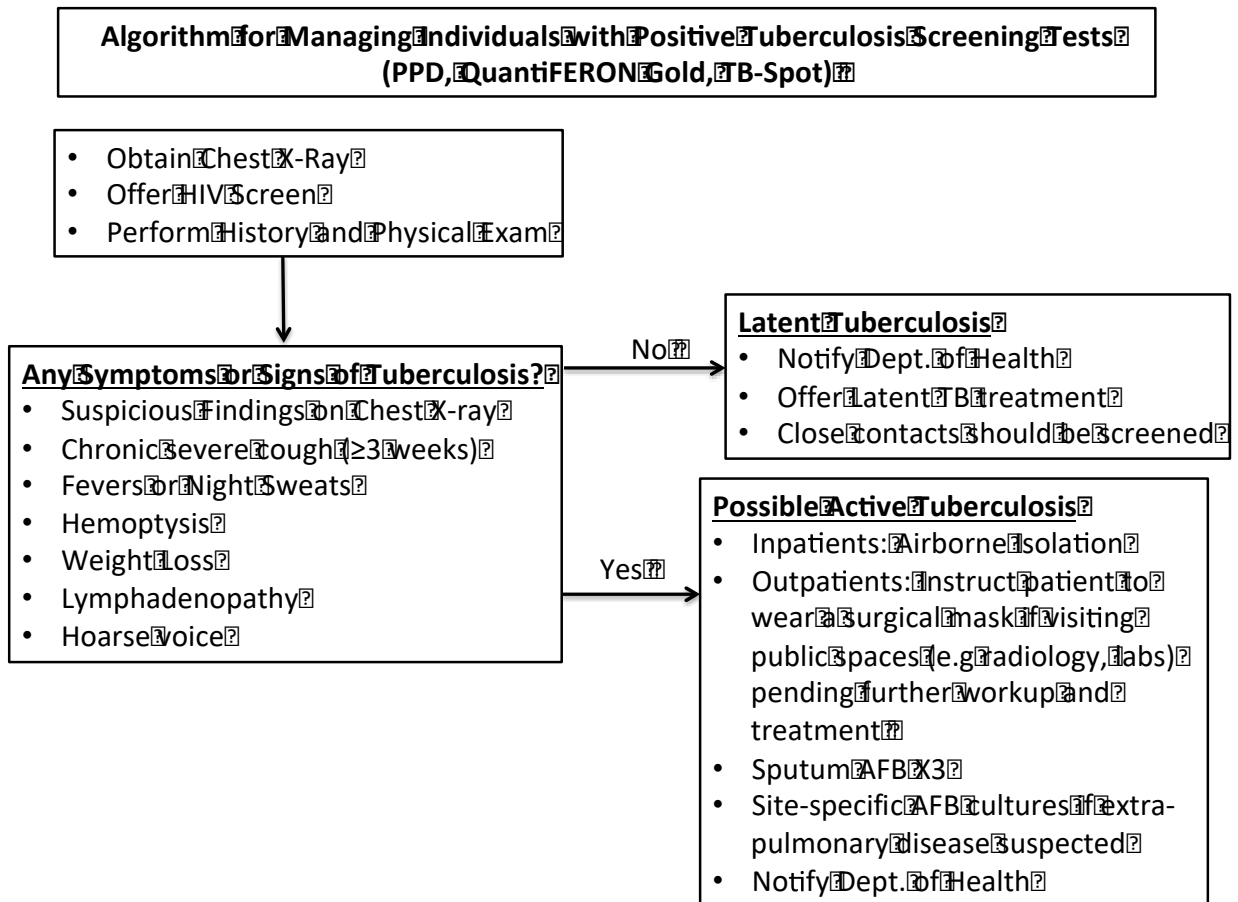 Algorithm for Managing Individuals with Positive Tuberculosis Screening Tests
(PPD, QuantiFERON Gold, TB-Spot)
• Obtain Chest X-Ray
• Offer HIV Screen
• Perform History and Physical Exam
Any Symptoms or Signs of Tuberculosis?
• Suspicious Findings on Chest X-ray
• Chronic severe cough (≥3 weeks)
• Fevers or Night Sweats
• Hemoptysis
• Weight Loss
• Lymphadenopathy
• Hoarse voice
No
Latent Tuberculosis
• Notify Dept. of Health
• Offer Latent TB treatment
• Close contacts should be screened
Yes
Possible Active Tuberculosis
• Inpatients: Airborne Isolation
• Outpatients: Instruct patient to
wear a surgical mask if visiting
public spaces (e.g radiology, labs)
pending further workup and
treatment
• Sputum AFB X3
• Site-specific AFB cultures if extra-
pulmonary disease suspected
• Notify Dept. of Health